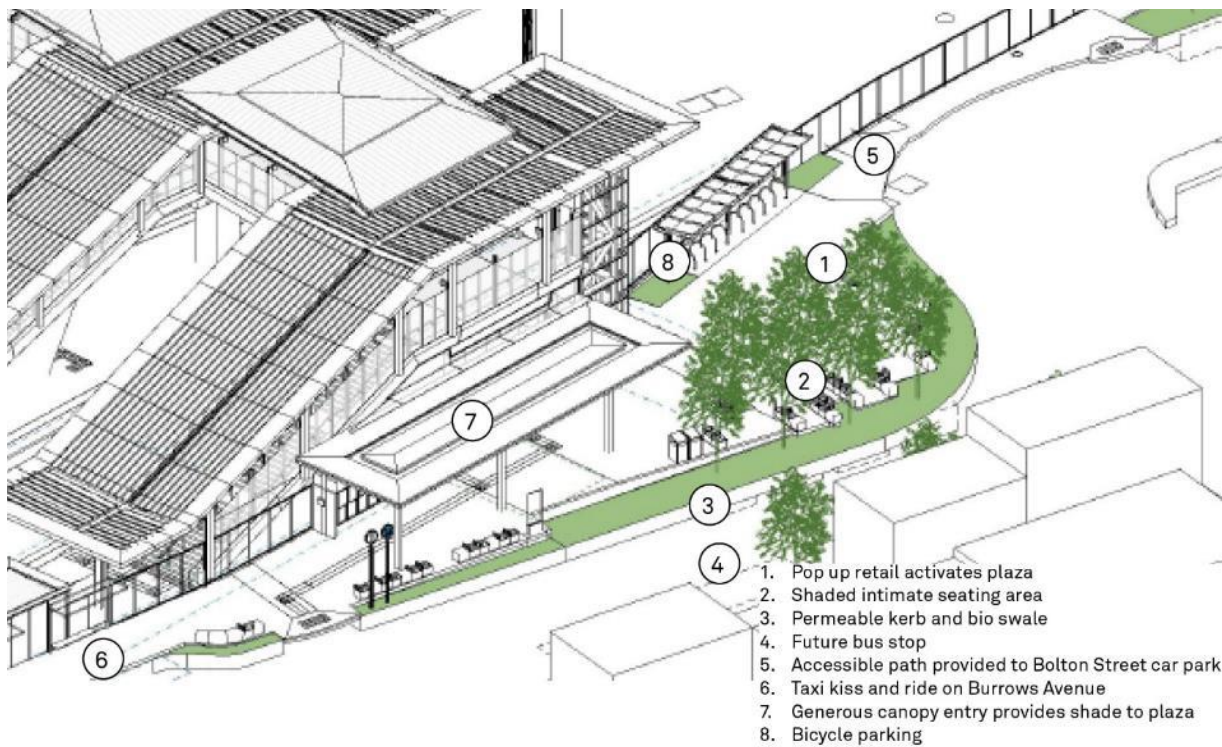 5
8
1
2
7
3
4
6
1. Pop up retail activates plaza
2. Shaded intimate seating area
3. Permeable kerb and bio swale
4. Future bus stop
5. Accessible path provided to Bolton Street car park
6. Taxi kiss and ride on Burrows Avenue
7. Generous canopy entry provides shade to plaza
8. Bicycle parking